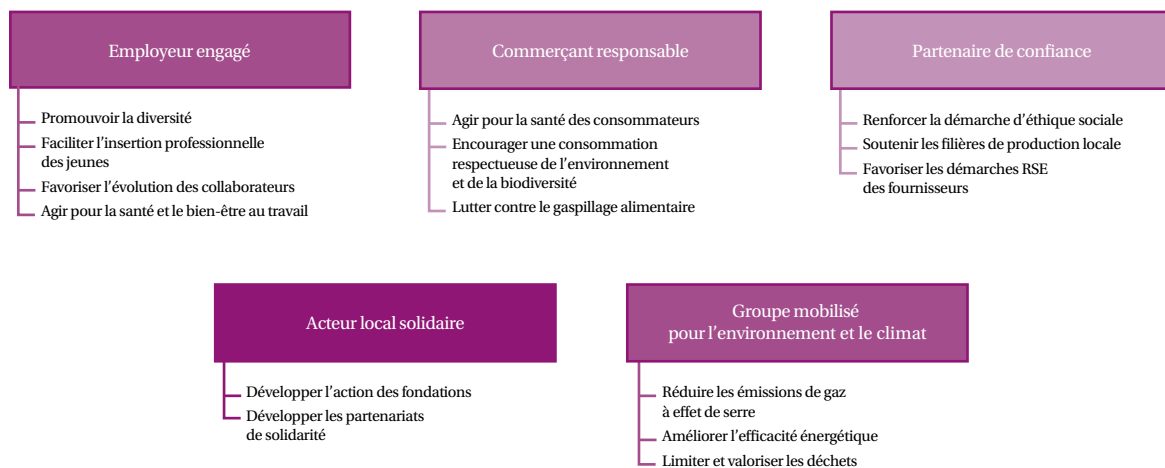 Employeur engagé
Promouvoir la diversité
Faciliter l'insertion professionnelle
des jeunes
Favoriser l'évolution des collaborateurs
Agir pour la santé et le bien-être au travail
Commerçant responsable
Agir pour la santé des consommateurs
Encourager une consommation
respectueuse de l'environnement
et de la biodiversité
Lutter contre le gaspillage alimentaire
Partenaire de confiance
Renforcer la démarche d'éthique sociale
Soutenir les filières de production locale
Favoriser les démarches RSE
des fournisseurs
Acteur local solidaire
Développer l'action des fondations
Développer les partenariats
de solidarité
Groupe mobilisé
pour l'environnement et le climat
Réduire les émissions de gaz
à effet de serre
Améliorer l'efficacité énergétique
Limiter et valoriser les déchets